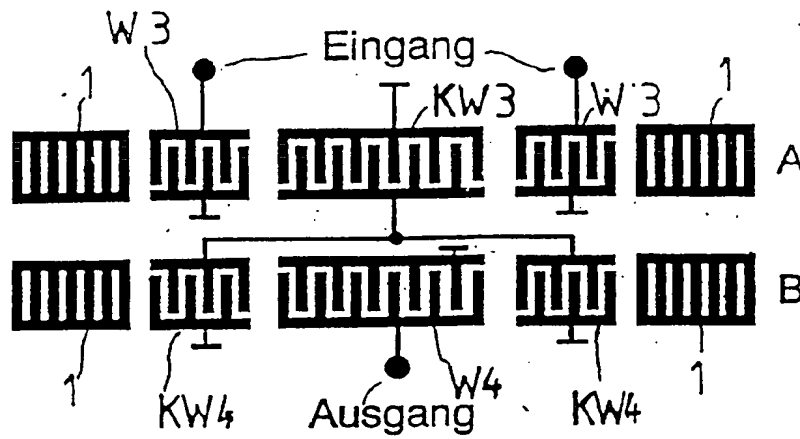 W3 Eingang
1 KW3 W3 1
A
B
1 KW4 Ausgang W4 KW4 1